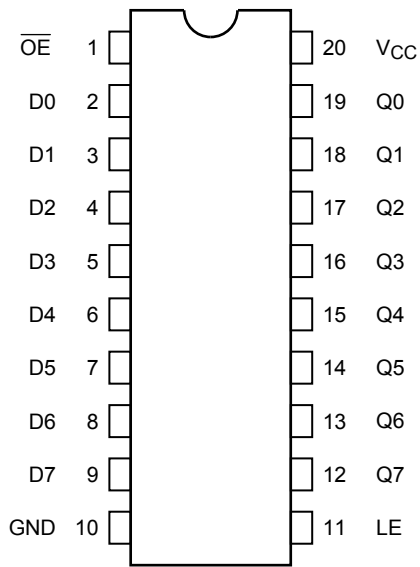 O̅E̅ 1 20 VCC
D0 2 19 Q0
D1 3 18 Q1
D2 4 17 Q2
D3 5 16 Q3
D4 6 15 Q4
D5 7 14 Q5
D6 8 13 Q6
D7 9 12 Q7
GND 10 11 LE